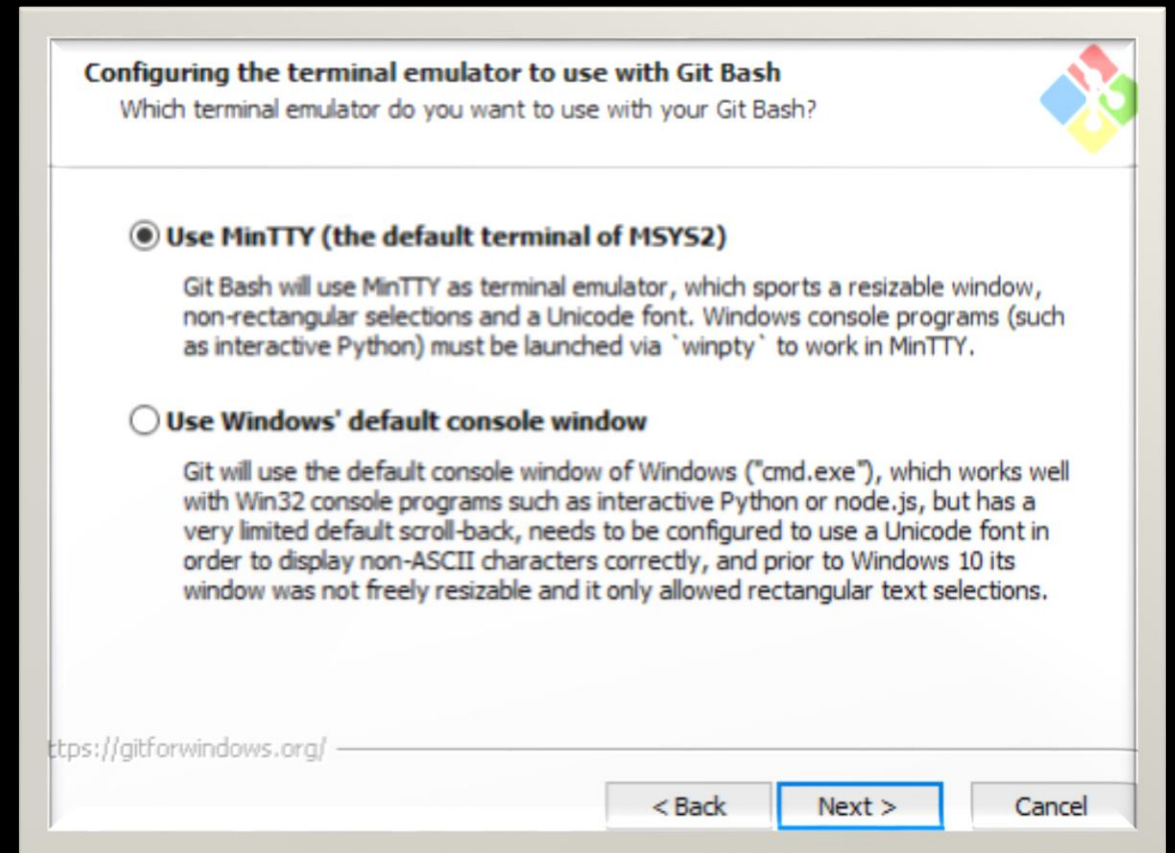 Configuring the terminal emulator to use with Git Bash
Which terminal emulator do you want to use with your Git Bash?
Use MinTTY (the default terminal of MSYS2)
Git Bash will use MinTTY as terminal emulator, which sports a resizable window,
non-rectangular selections and a Unicode font. Windows console programs (such
as interactive Python) must be launched via `winpty` to work in MinTTY.
Use Windows' default console window
Git will use the default console window of Windows ("cmd.exe"), which works well
with Win32 console programs such as interactive Python or node.js, but has a
very limited default scroll-back, needs to be configured to use a Unicode font in
order to display non-ASCII characters correctly, and prior to Windows 10 its
window was not freely resizable and it only allowed rectangular text selections.
ttps://gitforwindows.org/
< Back Next > Cancel